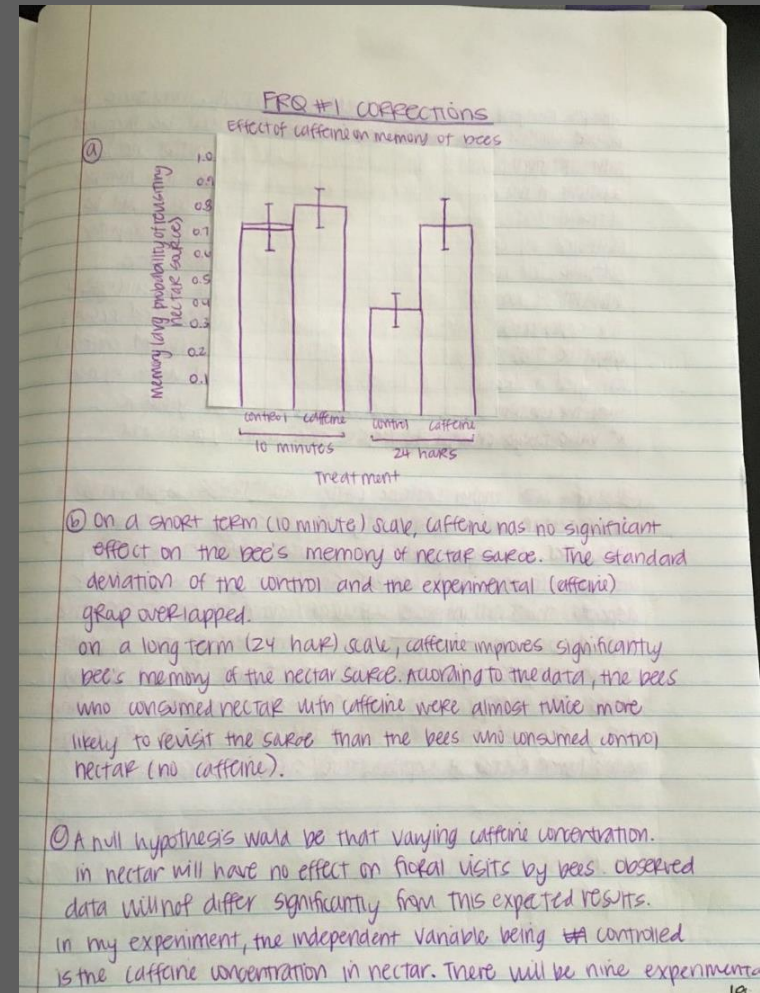 FRQ #1 CORRECTIONS
Effect of caffeine on memory of bees
a
Memory (avg probability of revisiting
nectar source)
1.0
0.9
0.8
0.7
0.6
0.5
0.4
0.3
0.2
0.1
control caffeine control caffeine
10 minutes 24 hours
Treatment
b On a short term (10 minute) scale, caffeine has no significant
effect on the bee's memory of nectar source. The standard
deviation of the control and the experimental (caffeine)
group overlapped.
on a long term (24 hour) scale, caffeine improves significantly
bee's memory of the nectar source. According to the data, the bees
who consumed nectar with caffeine were almost twice more
likely to revisit the source than the bees who consumed control
nectar (no caffeine).
c A null hypothesis would be that varying caffeine concentration.
in nectar will have no effect on floral visits by bees. Observed
data will not differ significantly from this expected results.
In my experiment, the independent variable being controlled
is the caffeine concentration in nectar. There will be nine experimenta